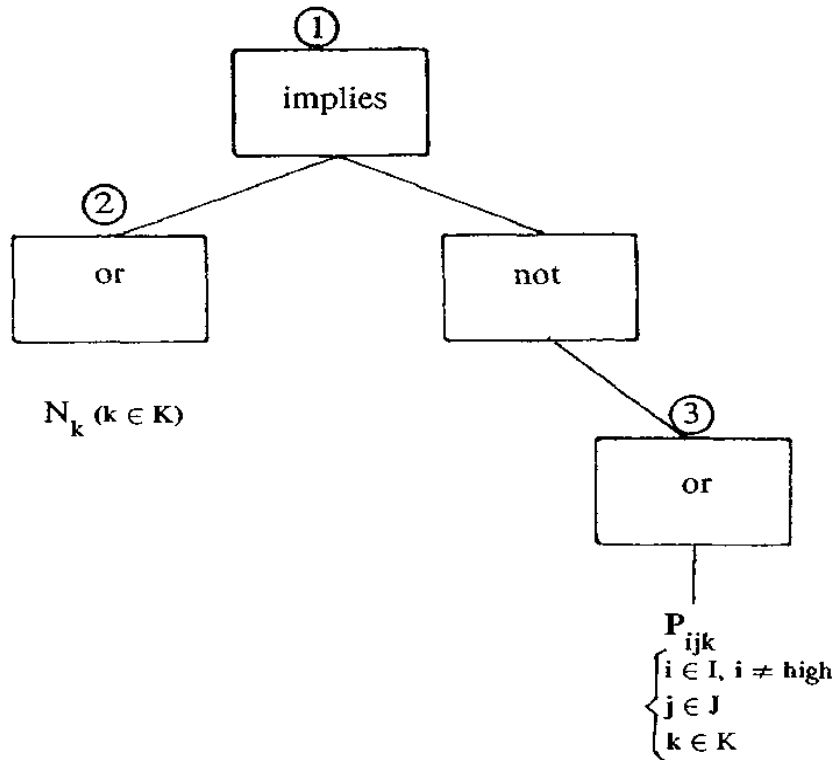 1
implies
2
or
not
N_k (k ∈ K)
3
or
P_ijk
i ∈ I, i ≠ high
j ∈ J
k ∈ K